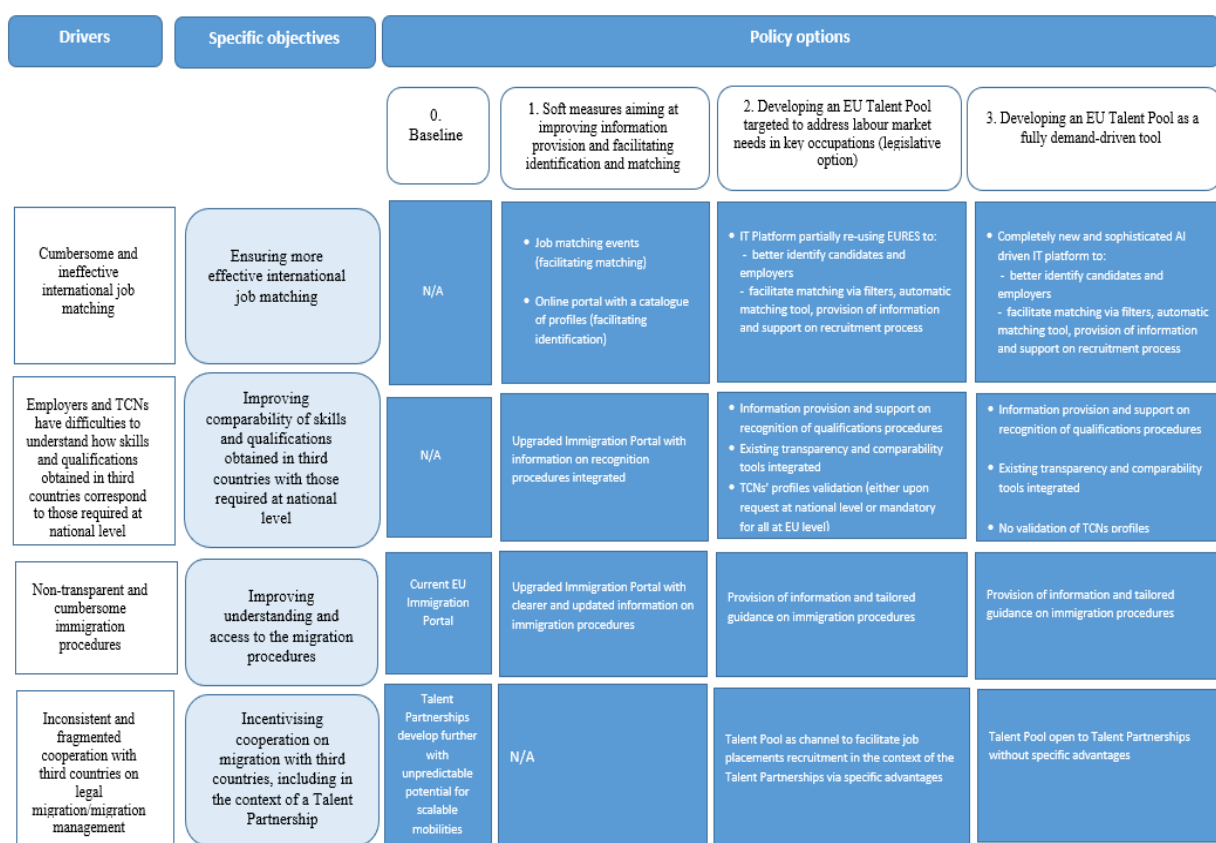 Drivers
Specific objectives
Policy options
0.
Baseline
1. Soft measures aiming at
improving information
provision and facilitating
identification and matching
2. Developing an EU Talent Pool
targeted to address labour market
needs in key occupations (legislative
option)
3. Developing an EU Talent Pool as a
fully demand-driven tool
Cumbersome and
ineffective
international job
matching
Ensuring more
effective international
job matching
N/A
• Job matching events
(facilitating matching)
• Online portal with a catalogue
of profiles (facilitating
identification)
• IT Platform partially re-using EURES to:
- better identify candidates and
employers
- facilitate matching via filters, automatic
matching tool, provision of information
and support on recruitment process
• Completely new and sophisticated AI
driven IT platform to:
- better identify candidates and
employers
- facilitate matching via filters, automatic
matching tool, provision of information
and support on recruitment process
Employers and TCNs
have difficulties to
understand how skills
and qualifications
obtained in third
countries correspond
to those required at
national level
Improving
comparability of skills
and qualifications
obtained in third
countries with those
required at national
level
N/A
Upgraded Immigration Portal with
information on recognition
procedures integrated
• Information provision and support on
recognition of qualifications procedures
• Existing transparency and comparability
tools integrated
• TCNs' profiles validation (either upon
request at national level or mandatory
for all at EU level)
• Information provision and support on
recognition of qualifications procedures
• Existing transparency and comparability
tools integrated
• No validation of TCNs profiles
Non-transparent and
cumbersome
immigration
procedures
Improving
understanding and
access to the migration
procedures
Current EU
Immigration
Portal
Upgraded Immigration Portal with
clearer and updated information on
immigration procedures
Provision of information and tailored
guidance on immigration procedures
Provision of information and tailored
guidance on immigration procedures
Inconsistent and
fragmented
cooperation with
third countries on
legal
migration/migration
management
Incentivising
cooperation on
migration with third
countries, including in
the context of a Talent
Partnership
Talent
Partnerships
develop further
with
unpredictable
potential for
scalable
mobilities
N/A
Talent Pool as channel to facilitate job
placements recruitment in the context of the
Talent Partnerships via specific advantages
Talent Pool open to Talent Partnerships
without specific advantages